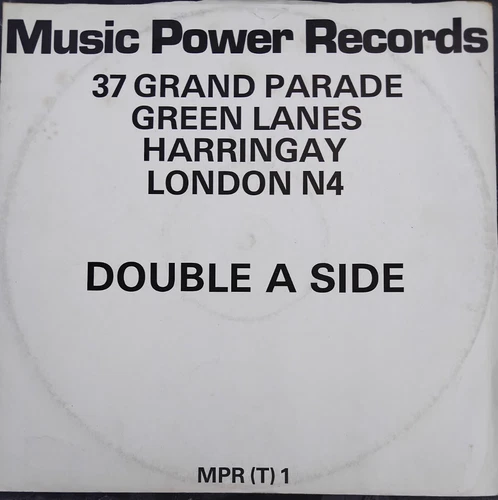 Music Power Records
37 GRAND PARADE
GREEN LANES
HARRINGAY
LONDON N4
DOUBLE A SIDE
MPR (T) 1